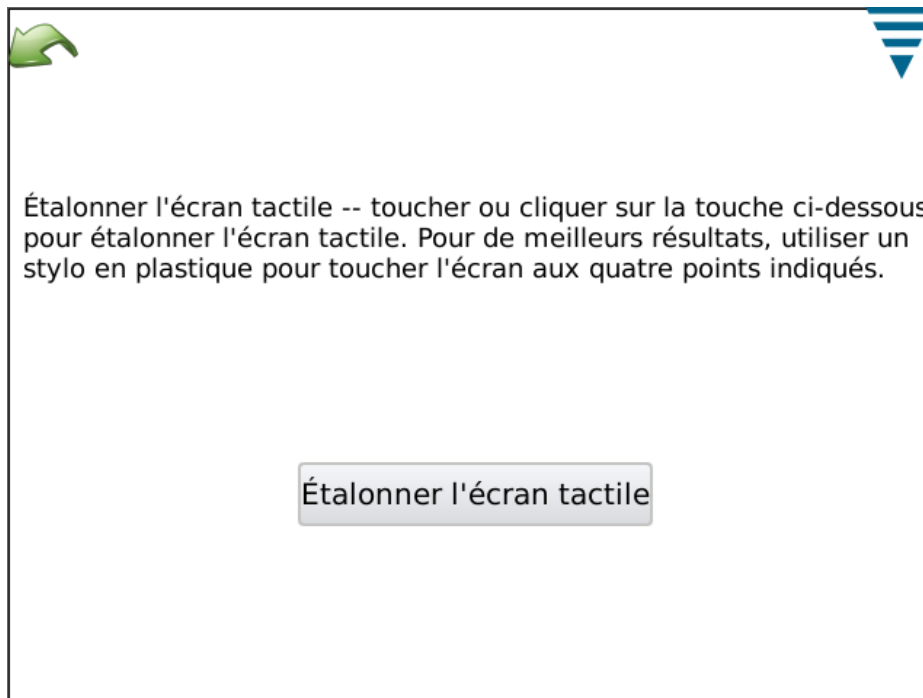 Étalonner l'écran tactile -- toucher ou cliquer sur la touche ci-dessous
pour étalonner l'écran tactile. Pour de meilleurs résultats, utiliser un
stylo en plastique pour toucher l'écran aux quatre points indiqués.
Étalonner l'écran tactile